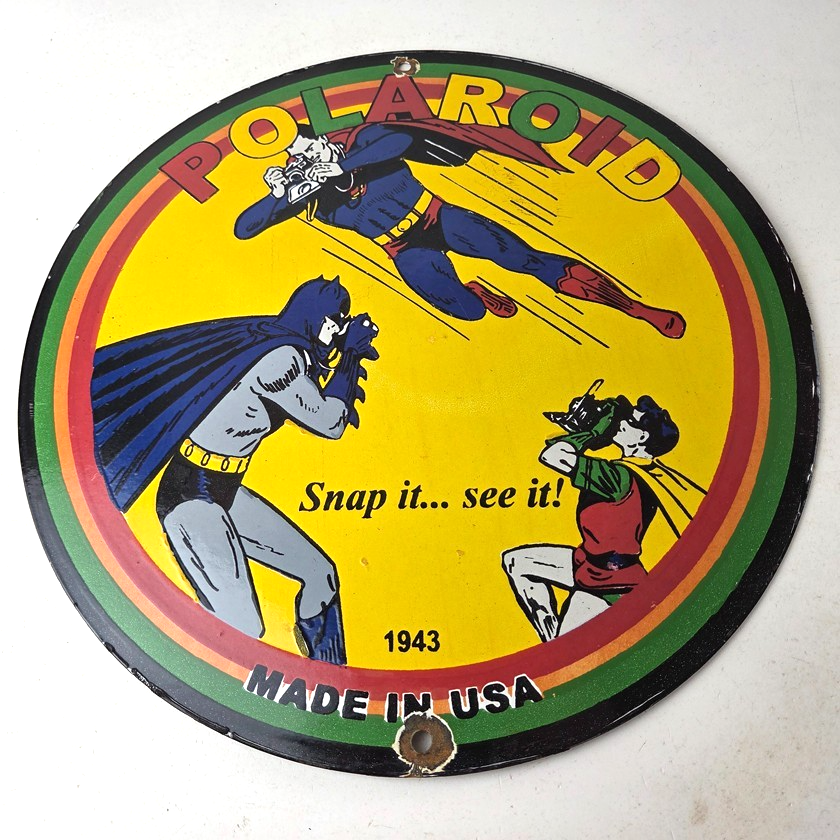 POLAROID
Snap it... see it!
1943
MADE IN USA